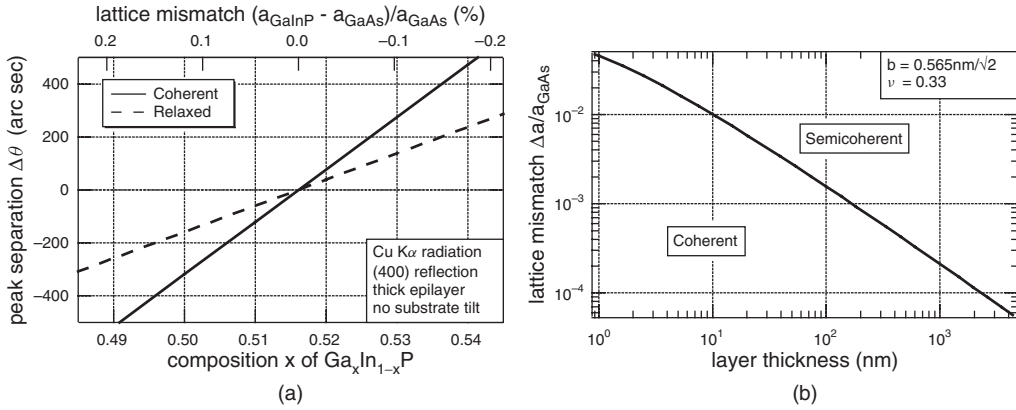 lattice mismatch (a_GaInP - a_GaAs)/a_GaAs (%)
0.2 0.1 0.0 -0.1 -0.2
peak separation Δθ (arc sec)
400
200
0
-200
-400
Coherent
Relaxed
Cu Kα radiation
(400) reflection
thick epilayer
no substrate tilt
0.49 0.50 0.51 0.52 0.53 0.54
composition x of Ga_xIn_1−xP
(a)
lattice mismatch Δa/a_GaAs
10^-2
10^-3
10^-4
b = 0.565nm/√2
ν = 0.33
Semicoherent
Coherent
10^0 10^1 10^2 10^3
layer thickness (nm)
(b)